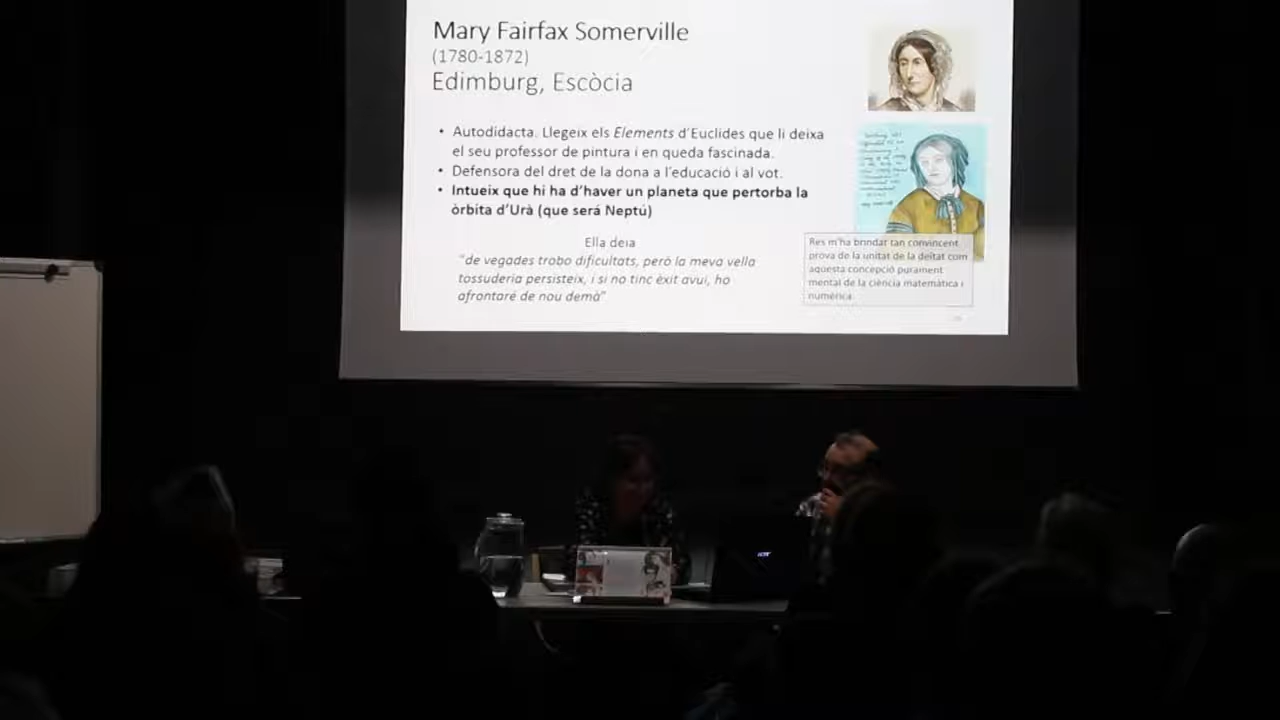 Mary Fairfax Somerville
(1780-1872)
Edimburg, Escòcia
• Autodidacta. Llegeix els Elements d'Euclides que li deixa
el seu professor de pintura i en queda fascinada.
• Defensora del dret de la dona a l'educació i al vot.
• Intueix que hi ha d'haver un planeta que pertorba la
òrbita d'Urà (que serà Neptú)
Ella deia
"de vegades trobo dificultats, però la meva vella
tossuderia persisteix, i si no tinc èxit avui, ho
afrontaré de nou demà"
Res m'ha brindat tan convincent
prova de la unitat de la deïtat com
aquesta concepció purament
mental de la ciència matemàtica i
numèrica
acer